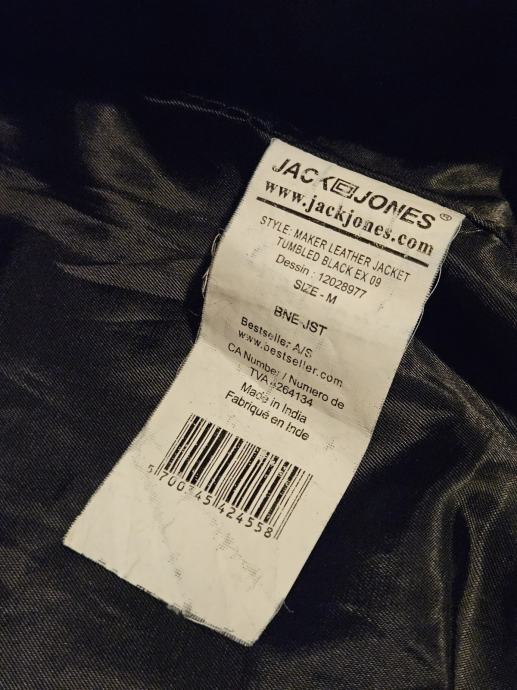 JACK JONES®
www.jackjones.com
STYLE: MAKER LEATHER JACKET
TUMBLED BLACK EX 09
Dessin : 12028977
SIZE - M
BNE-JST
Bestseller A/S
www.bestseller.com
CA Number / Numero de
TVA 264134
Made in India
Fabriqué en Inde
5 700345 424558